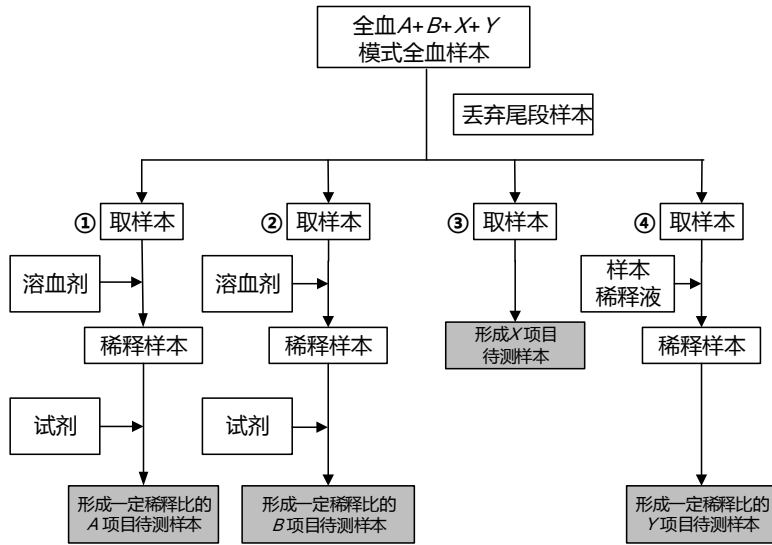 全血A+B+X+Y
模式全血样本
丢弃尾段样本
① 取样本
② 取样本
③ 取样本
④ 取样本
溶血剂
溶血剂
样本
稀释液
稀释样本
稀释样本
形成X项目
待测样本
稀释样本
试剂
试剂
形成一定稀释比的
A项目待测样本
形成一定稀释比的
B项目待测样本
形成一定稀释比的
Y项目待测样本